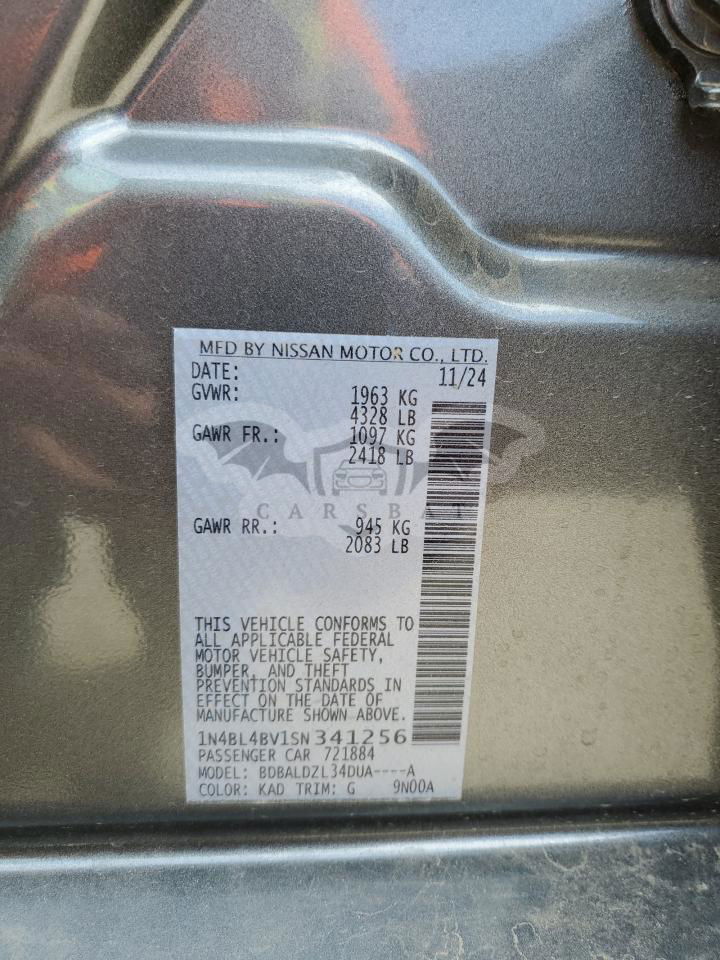 MFD BY NISSAN MOTOR CO., LTD.
DATE: 11/24
GVWR: 1963 KG
4328 LB
GAWR FR.: 1097 KG
2418 LB
CARSBAT
GAWR RR.: 945 KG
2083 LB
THIS VEHICLE CONFORMS TO
ALL APPLICABLE FEDERAL
MOTOR VEHICLE SAFETY,
BUMPER, AND THEFT
PREVENTION STANDARDS IN
EFFECT ON THE DATE OF
MANUFACTURE SHOWN ABOVE.
1N4BL4BV1SN341256
PASSENGER CAR 721884
MODEL: BDBALDZL34DUA----A
COLOR: KAD TRIM: G 9N00A